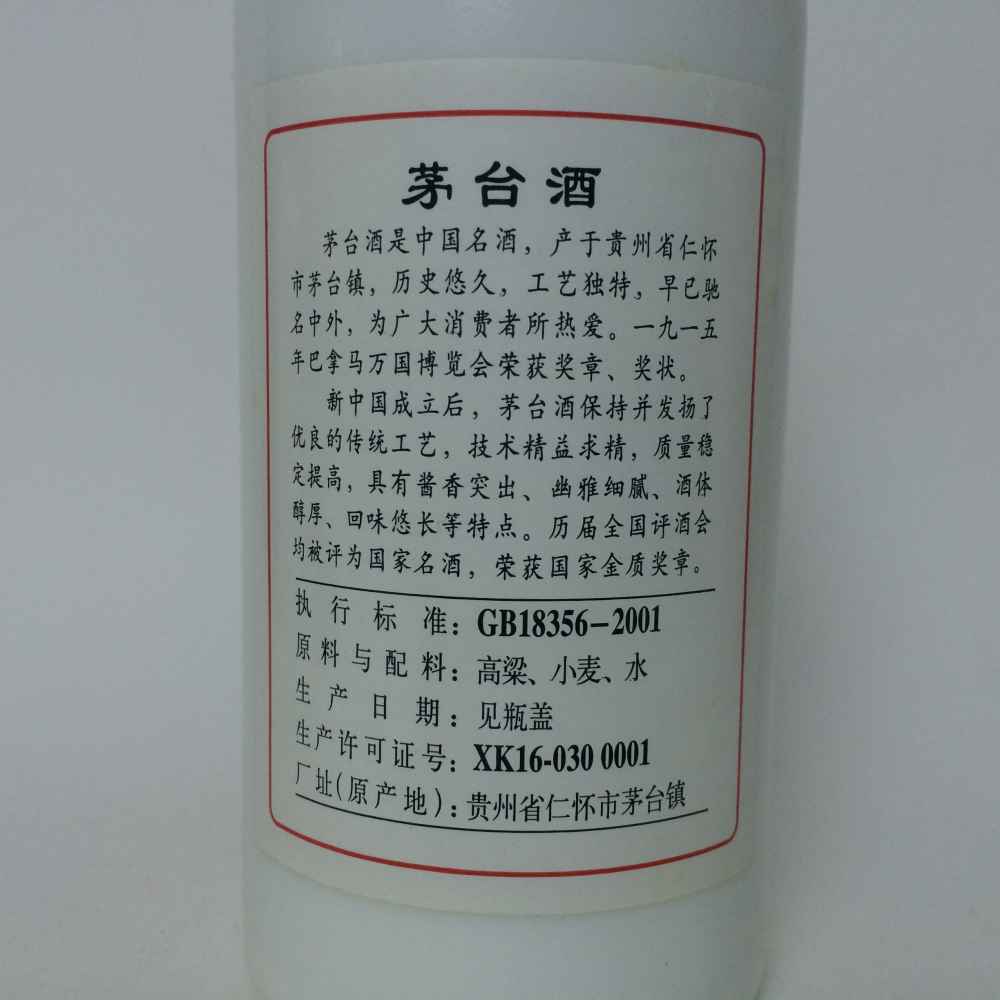 茅台酒
茅台酒是中国名酒，产于贵州省仁怀
市茅台镇，历史悠久，工艺独特，早已驰
名中外，为广大消费者所热爱。一九一五
年巴拿马万国博览会荣获奖章、奖状。
新中国成立后，茅台酒保持并发扬了
优良的传统工艺，技术精益求精，质量稳
定提高，具有酱香突出、幽雅细腻、酒体
醇厚、回味悠长等特点。历届全国评酒会
均被评为国家名酒，荣获国家金质奖章。
执行标准：GB18356-2001
原料与配料：高粱、小麦、水
生产日期：见瓶盖
生产许可证号：XK16-030 0001
厂址(原产地)：贵州省仁怀市茅台镇